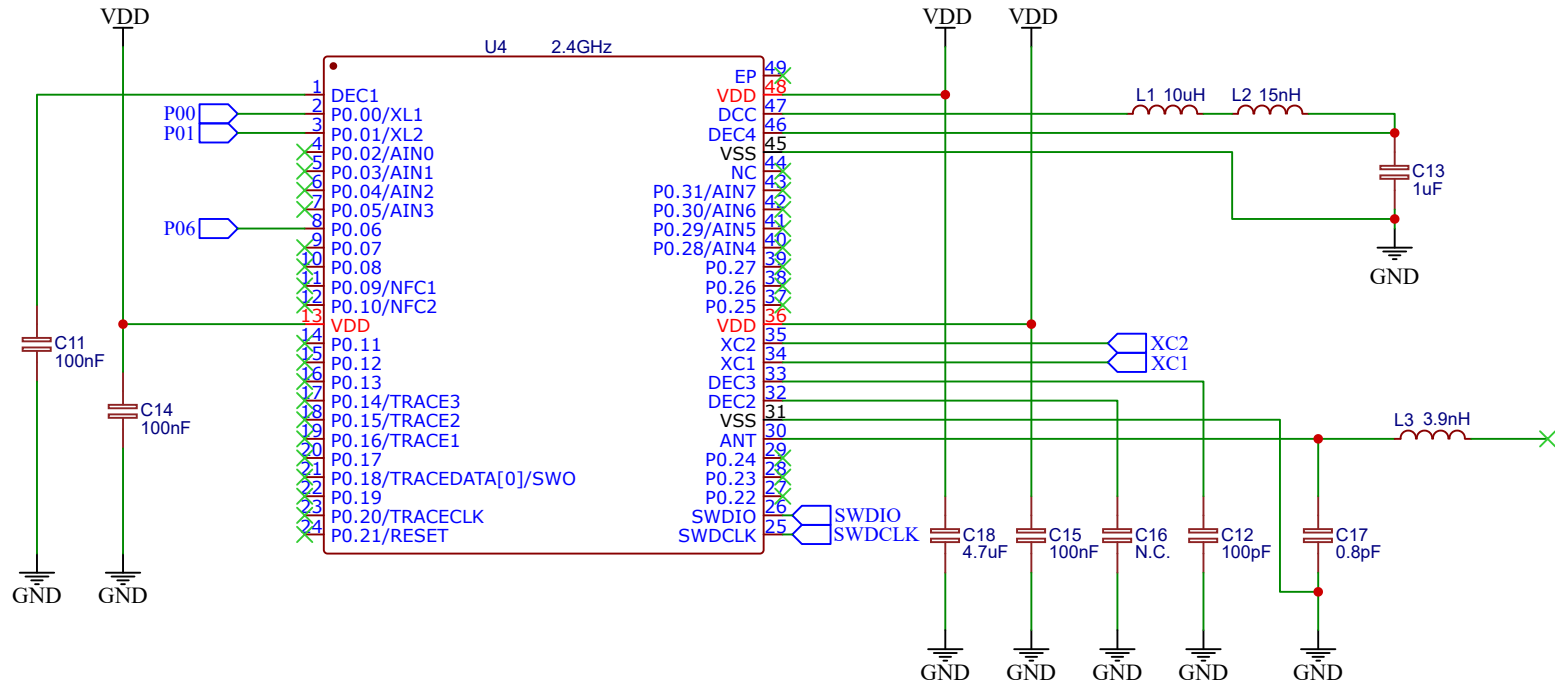 VDD
VDD
VDD
U4 2.4GHz
1 DEC1
2 P0.00/XL1
3 P0.01/XL2
4 P0.02/AIN0
5 P0.03/AIN1
6 P0.04/AIN2
7 P0.05/AIN3
8 P0.06
9 P0.07
10 P0.08
11 P0.09/NFC1
12 P0.10/NFC2
13 VDD
14 P0.11
15 P0.12
16 P0.13
17 P0.14/TRACE3
18 P0.15/TRACE2
19 P0.16/TRACE1
20 P0.17
21 P0.18/TRACEDATA[0]/SWO
22 P0.19
23 P0.20/TRACECLK
24 P0.21/RESET
EP 49
VDD 48
DCC 47
DEC4 46
VSS 45
NC 44
P0.31/AIN7 43
P0.30/AIN6 42
P0.29/AIN5 41
P0.28/AIN4 40
P0.27 39
P0.26 38
P0.25 37
VDD 36
XC2 35
XC1 34
DEC3 33
DEC2 32
VSS 31
ANT 30
P0.24 29
P0.23 28
P0.22 27
SWDIO 26
SWDCLK 25
P00
P01
P06
C11
100nF
C14
100nF
GND
GND
L1 10uH
L2 15nH
C13
1uF
GND
XC2
XC1
L3 3.9nH
SWDIO
SWDCLK
C18
4.7uF
C15
100nF
C16
N.C.
C12
100pF
C17
0.8pF
GND
GND
GND
GND
GND